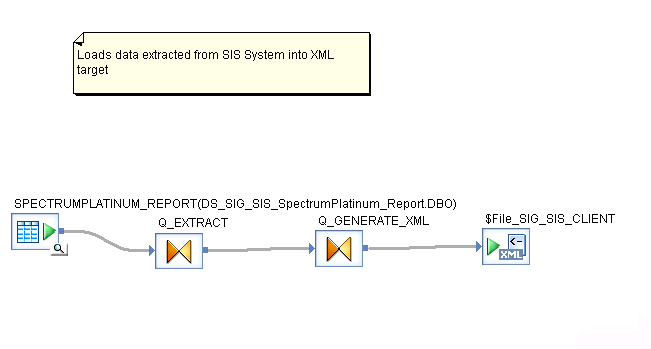 Loads data extracted from SIS System into XML
target
SPECTRUMPLATINUM_REPORT(DS_SIG_SIS_SpectrumPlatinum_Report.DBO)
Q_EXTRACT
Q_GENERATE_XML
$File_SIG_SIS_CLIENT
XML